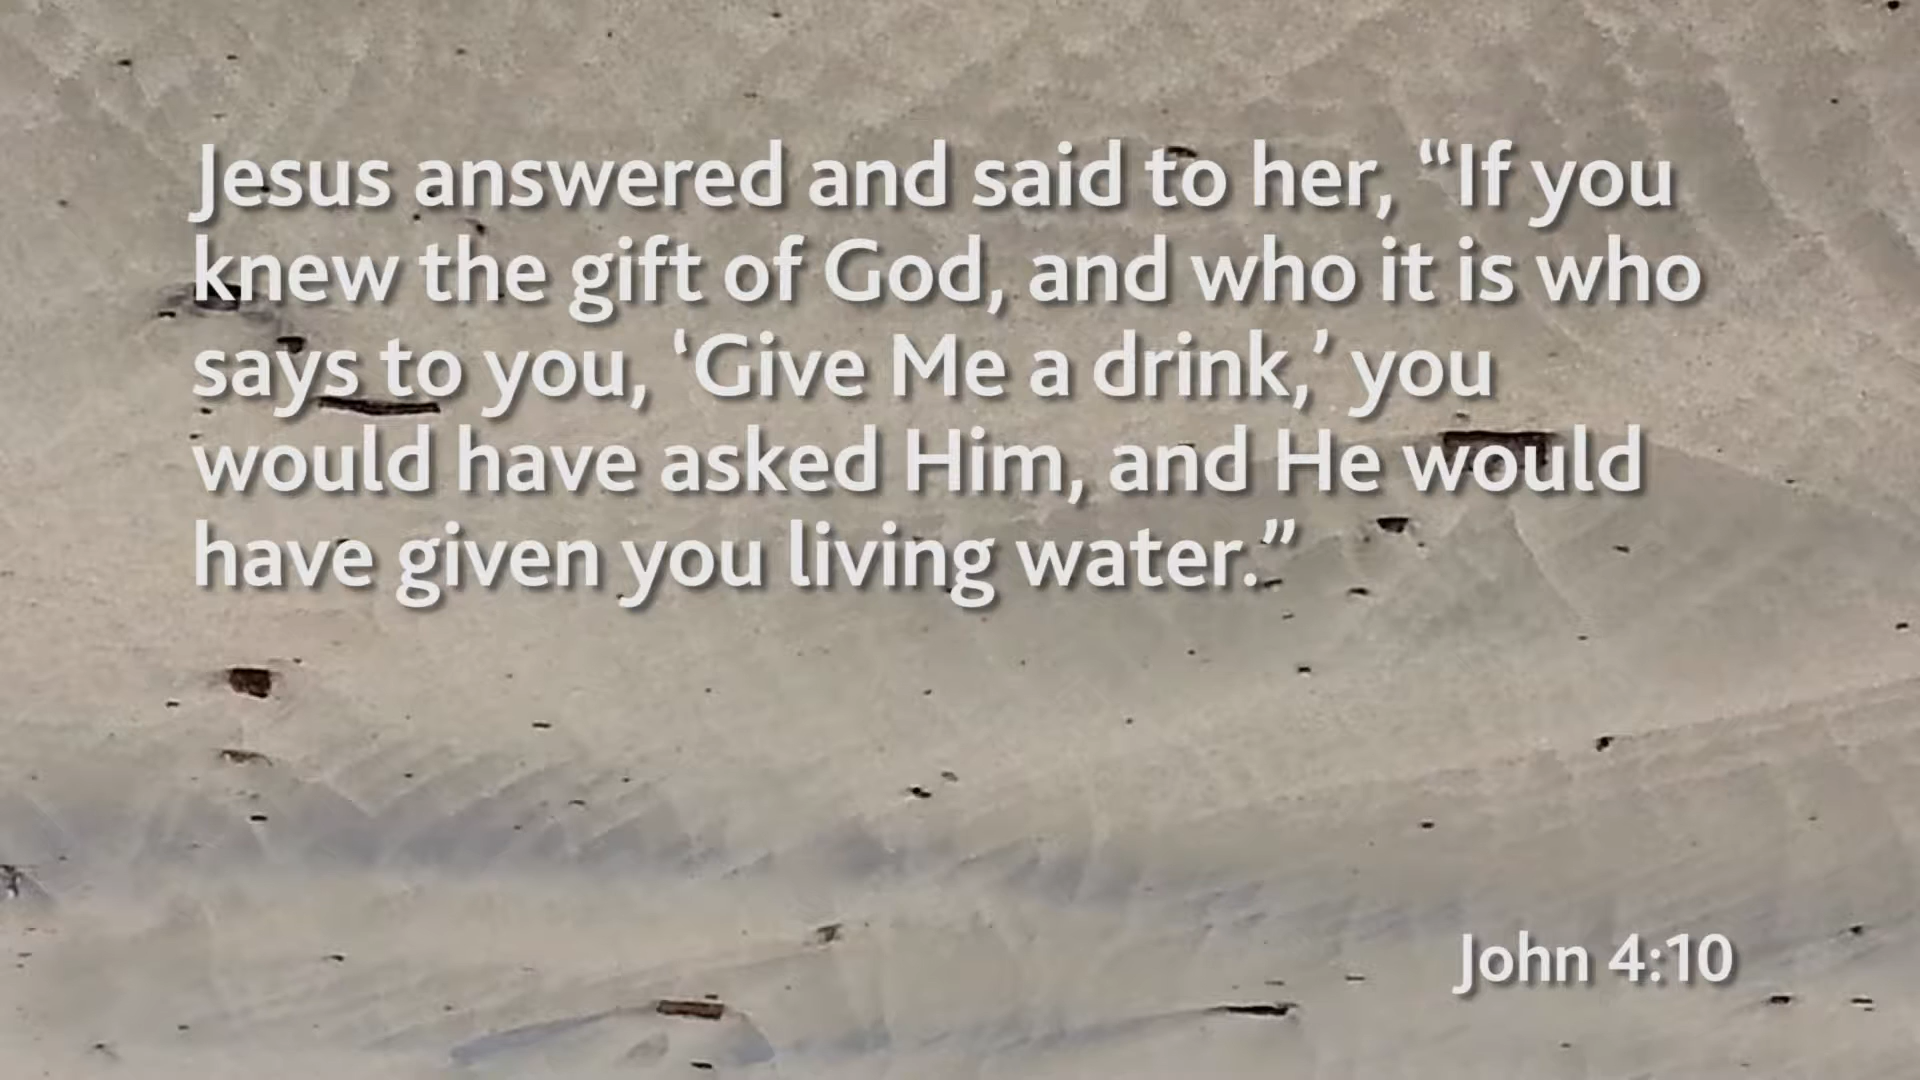 Jesus answered and said to her, “If you
knew the gift of God, and who it is who
says to you, ‘Give Me a drink,’ you
would have asked Him, and He would
have given you living water.”
John 4:10